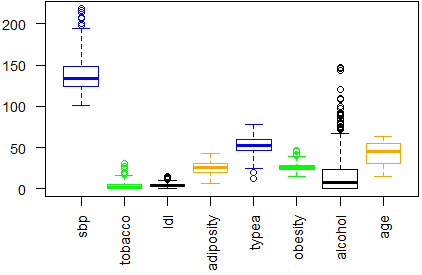 200
150
100
50
0
sbp
tobacco
ldl
adiposity
typea
obesity
alcohol
age